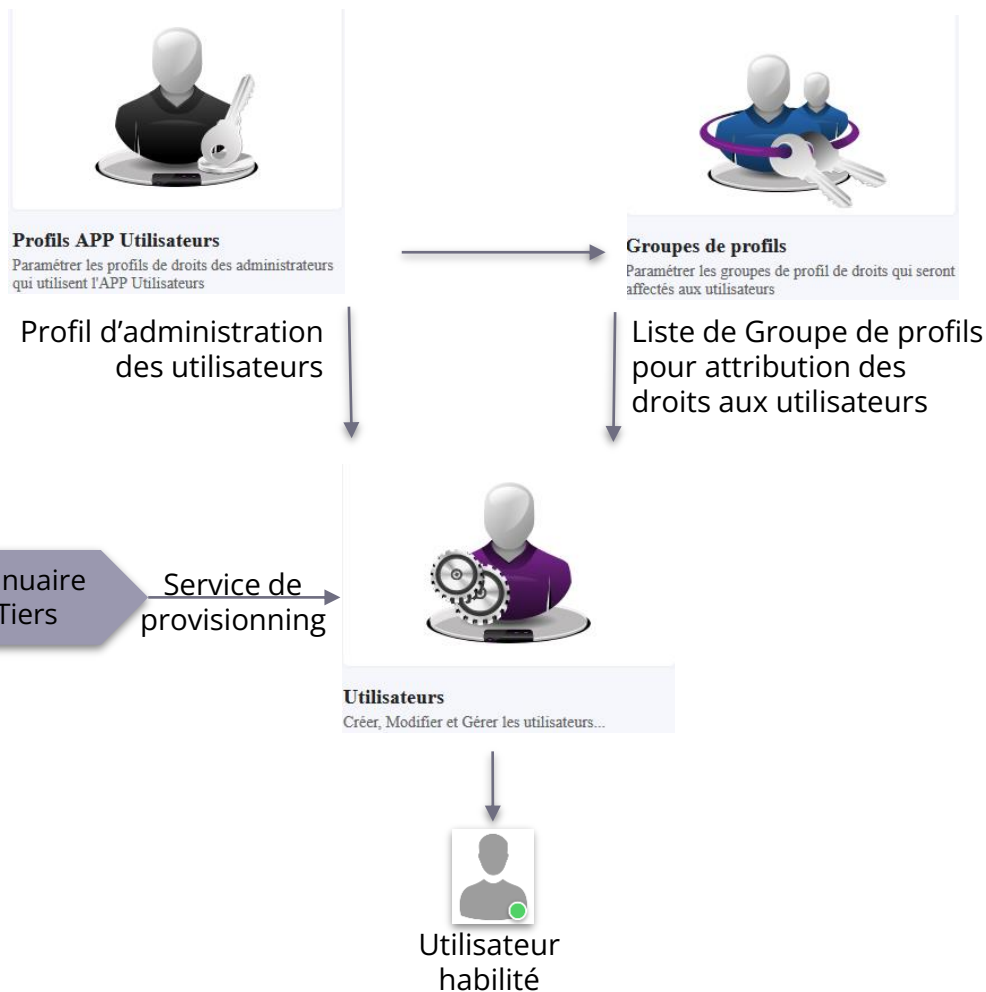 Profils APP Utilisateurs
Paramétrer les profils de droits des administrateurs
qui utilisent l'APP Utilisateurs
Groupes de profils
Paramétrer les groupes de profil de droits qui seront
affectés aux utilisateurs
Profil d’administration
des utilisateurs
Liste de Groupe de profils
pour attribution des
droits aux utilisateurs
nnuaire
Tiers
Service de
provisionning
Utilisateurs
Créer, Modifier et Gérer les utilisateurs...
Utilisateur
habilité